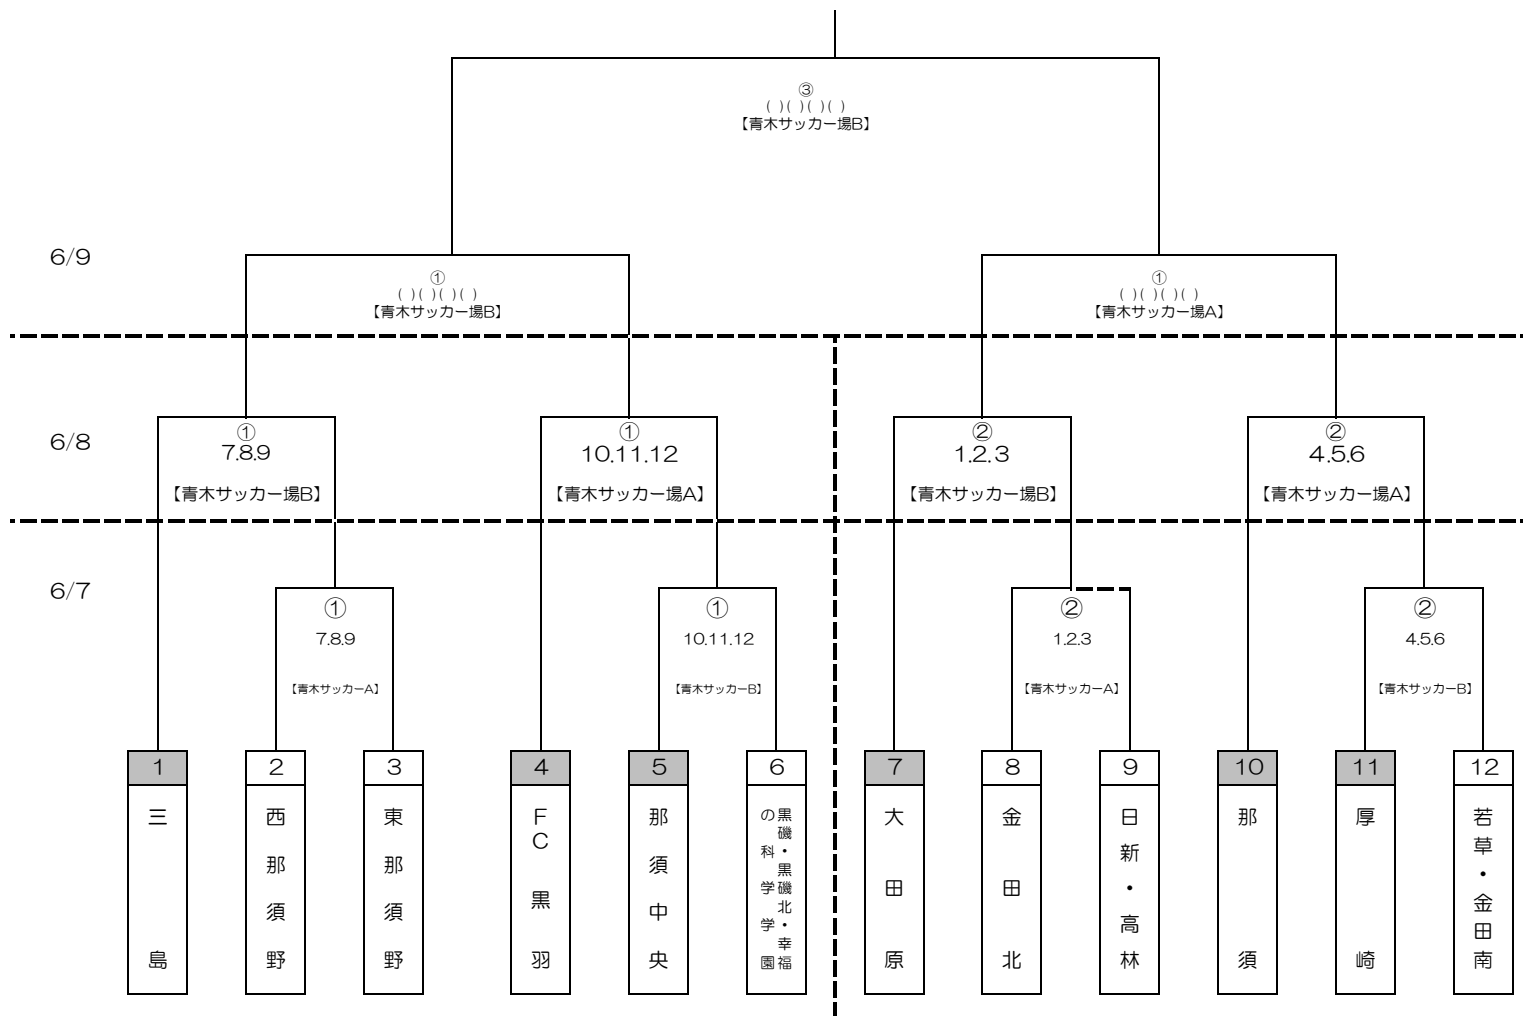 ③
( )( )( )( )
【青木サッカー場B】
6/9
①
( )( )( )( )
【青木サッカー場B】
①
( )( )( )( )
【青木サッカー場A】
6/8
①
7.8.9
【青木サッカー場B】
①
10.11.12
【青木サッカー場A】
②
1.2.3
【青木サッカー場B】
②
4.5.6
【青木サッカー場A】
6/7
①
7.8.9
【青木サッカーA】
①
10.11.12
【青木サッカーB】
②
1.2.3
【青木サッカーA】
②
4.5.6
【青木サッカーB】
1
三島
2
西那須野
3
東那須野
4
FC黒羽
5
那須中央
6
黒磯・黒磯北・幸福
の科学学園
7
大田原
8
金田北
9
日新・高林
10
那須
11
厚崎
12
若草・金田南